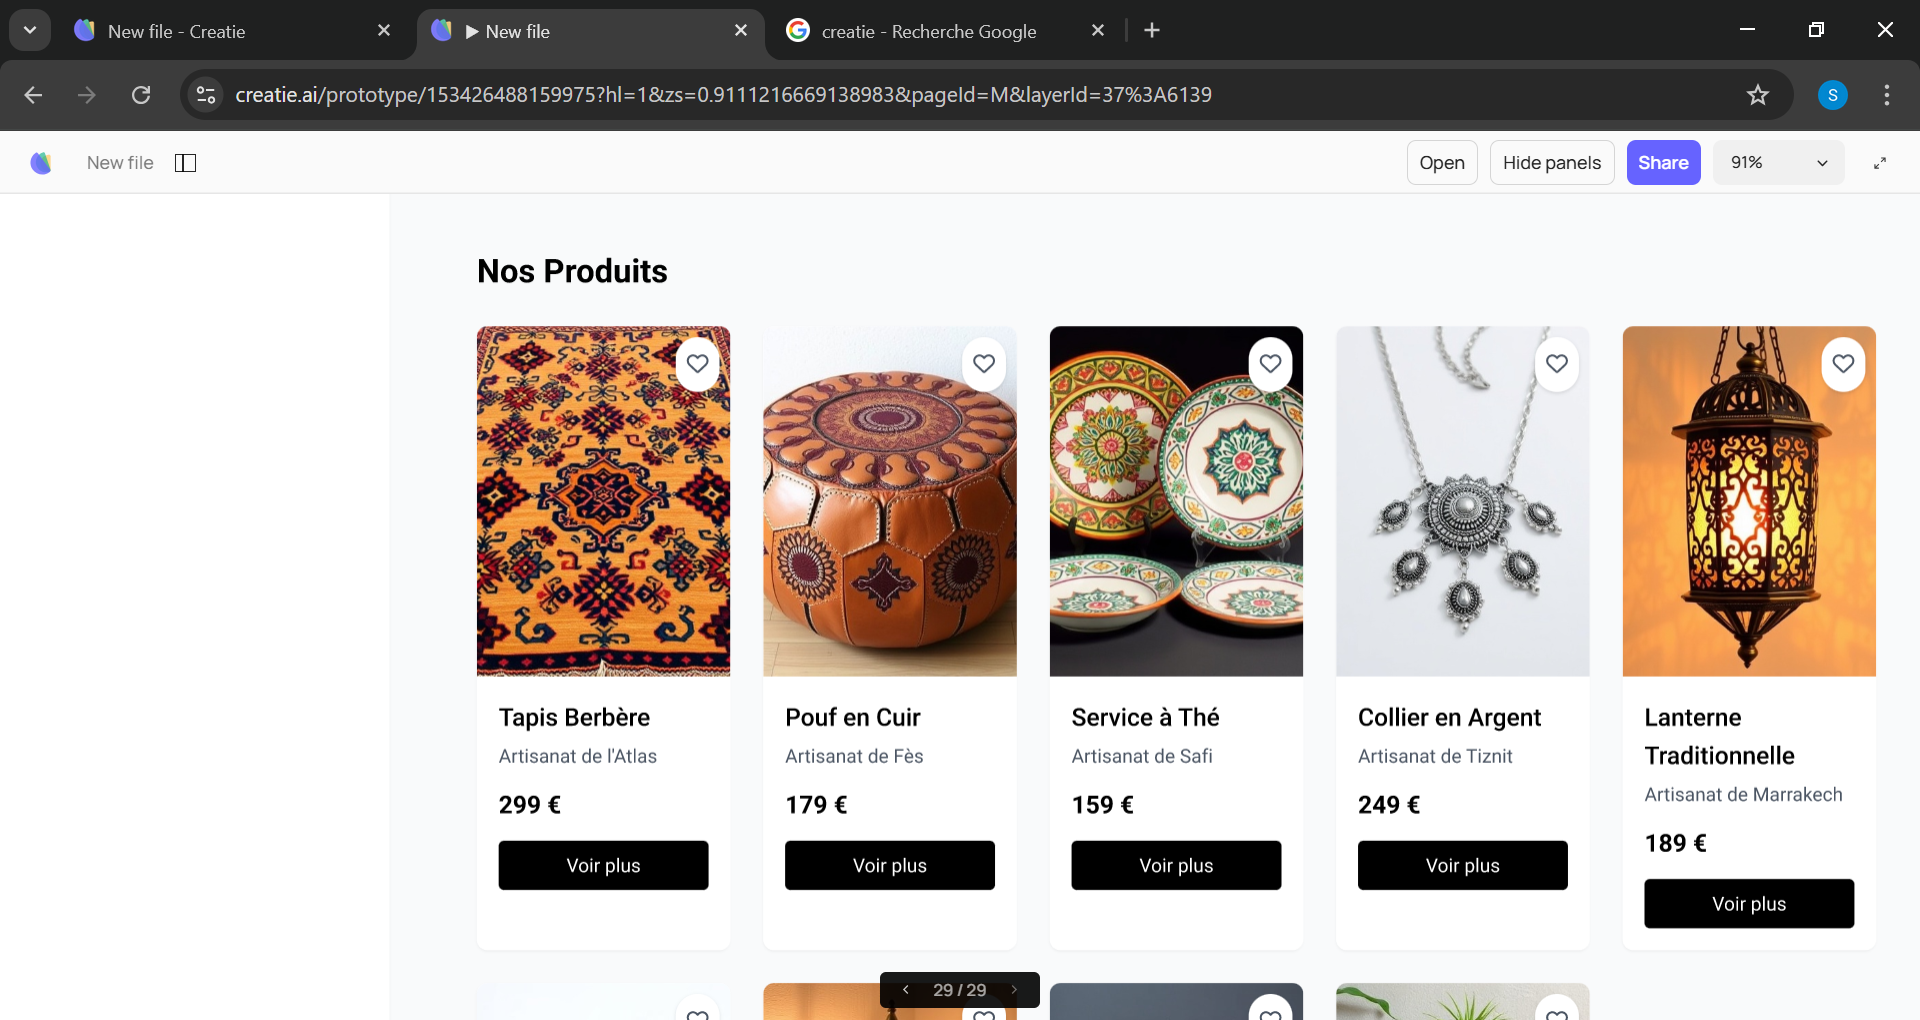 New file - Creatie
New file
creatie - Recherche Google
creatie.ai/prototype/153426488159975?hl=1&zs=0.9111216669138983&pageId=M&layerId=37%3A6139
S
New file
Open
Hide panels
Share
91%
Nos Produits
Tapis Berbère
Artisanat de l'Atlas
299 €
Voir plus
Pouf en Cuir
Artisanat de Fès
179 €
Voir plus
Service à Thé
Artisanat de Safi
159 €
Voir plus
Collier en Argent
Artisanat de Tiznit
249 €
Voir plus
Lanterne
Traditionnelle
Artisanat de Marrakech
189 €
Voir plus
29 / 29